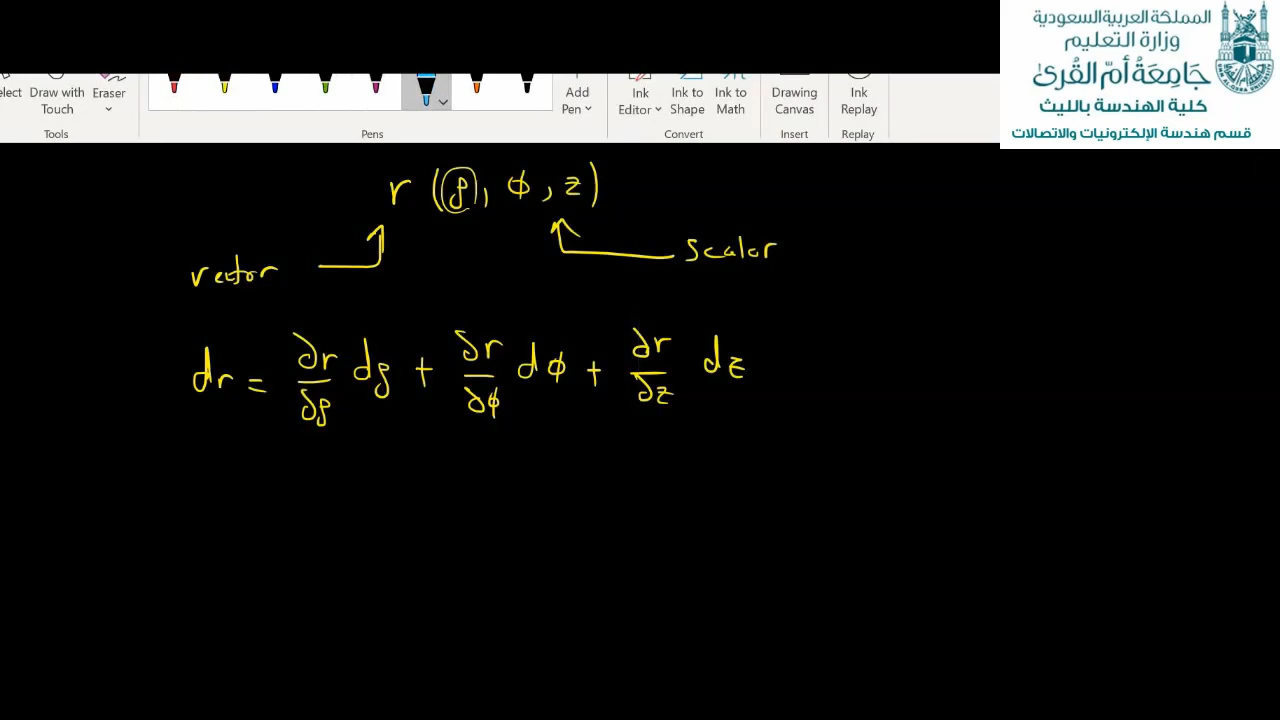 المملكة العربية السعودية
وزارة التعليم
جامعة أم القرى
كلية الهندسة بالليث
قسم هندسة الإلكترونيات والاتصالات
elect Draw with Touch Eraser
Add Pen Ink Editor Ink to Shape Ink to Math Drawing Canvas Ink Replay
Tools Pens Convert Insert Replay
r (ρ, φ, z)
vector scalar
dr = ∂r/∂ρ dρ + ∂r/∂φ dφ + ∂r/∂z dz